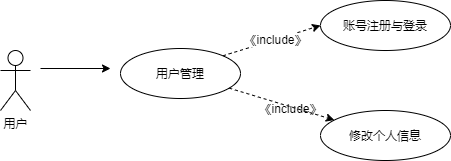 账号注册与登录
《include》
用户管理
《include》
用户
修改个人信息